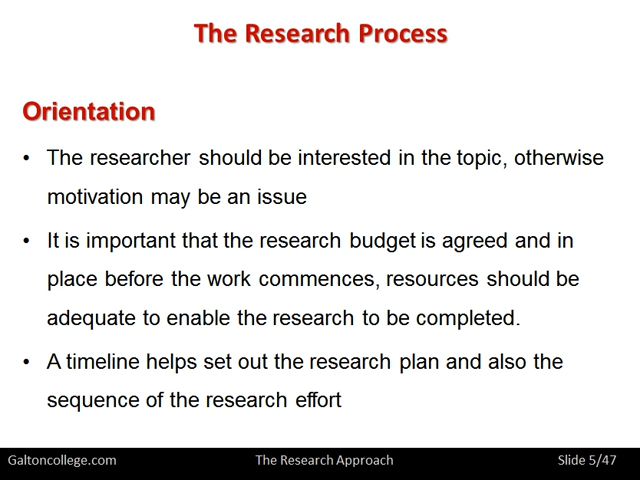 The Research Process
Orientation
• The researcher should be interested in the topic, otherwise
motivation may be an issue
• It is important that the research budget is agreed and in
place before the work commences, resources should be
adequate to enable the research to be completed.
• A timeline helps set out the research plan and also the
sequence of the research effort
Galtoncollege.com The Research Approach Slide 5/47